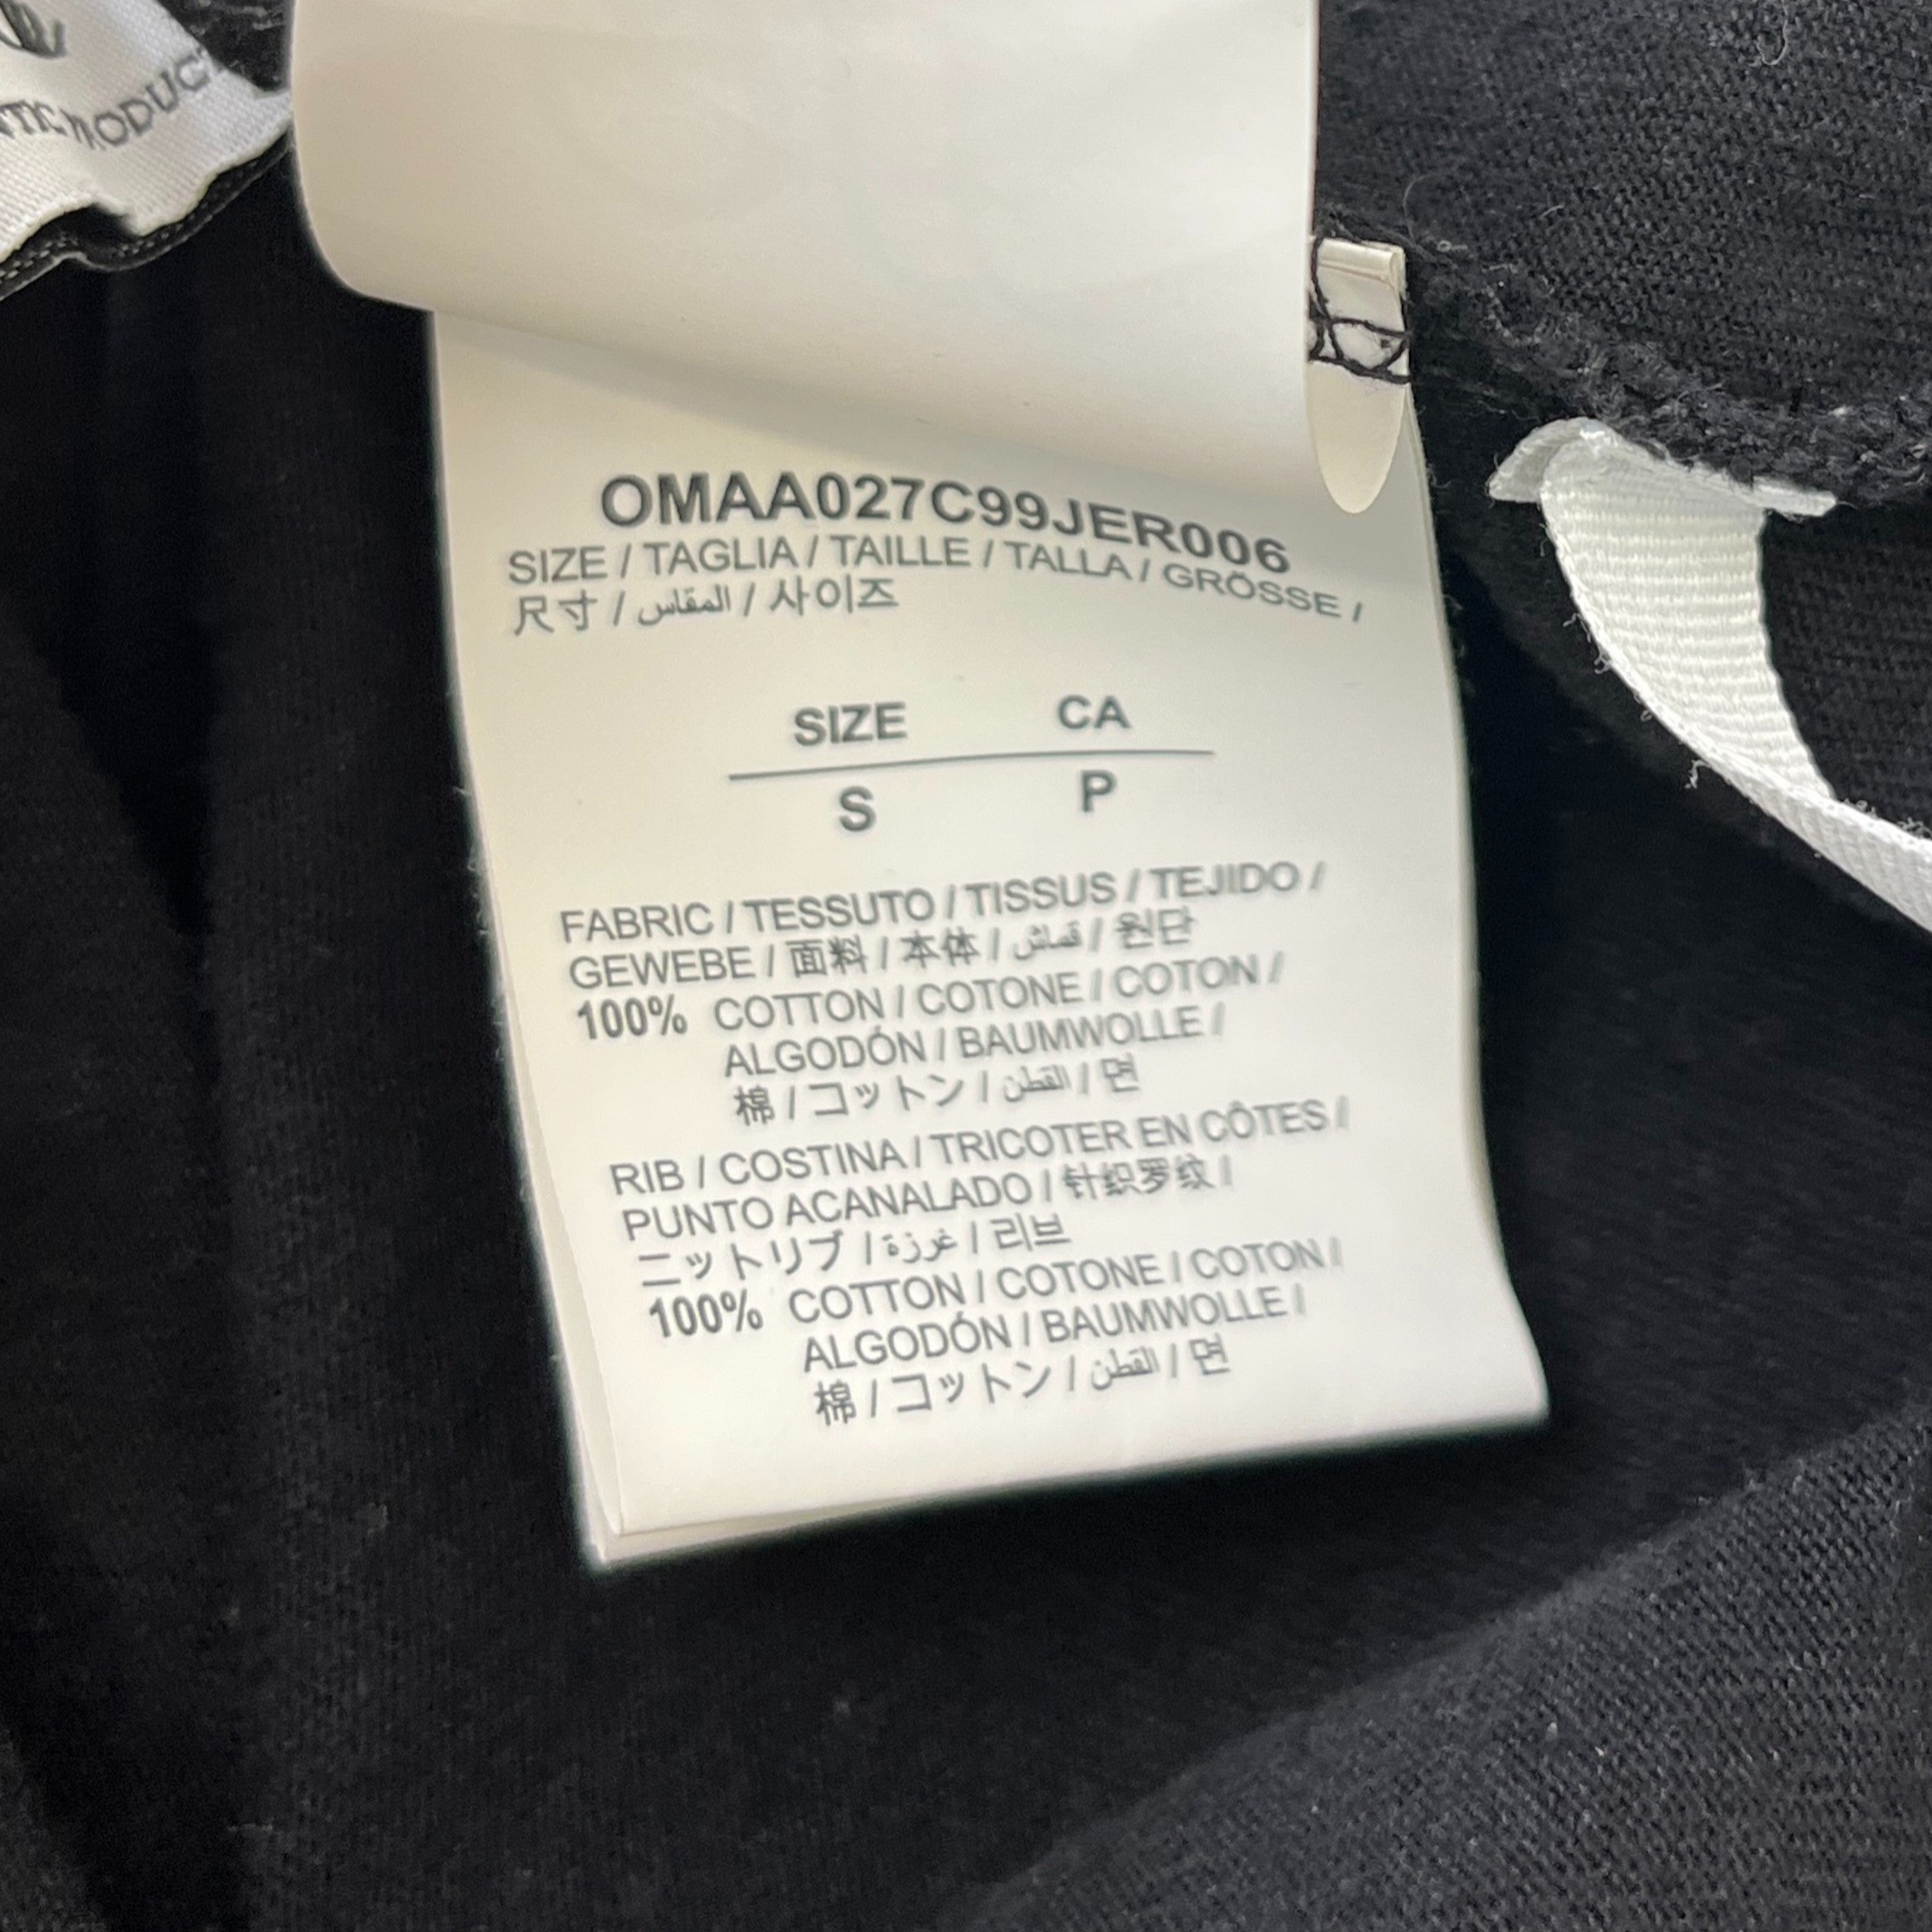 PRODUCT
OMAA027C99JER006
SIZE / TAGLIA / TAILLE / TALLA / GRÖSSE /
尺寸 / المقاس / 사이즈
SIZE CA
S P
FABRIC / TESSUTO / TISSUS / TEJIDO /
GEWEBE / 面料 / 本体 / قماش / 원단
100% COTTON / COTONE / COTON /
ALGODÓN / BAUMWOLLE /
棉 / コットン / القطن / 면
RIB / COSTINA / TRICOTER EN CÔTES /
PUNTO ACANALADO / 针织罗纹 /
ニットリブ / غرزة / 리브
100% COTTON / COTONE / COTON /
ALGODÓN / BAUMWOLLE /
棉 / コットン / القطن / 면